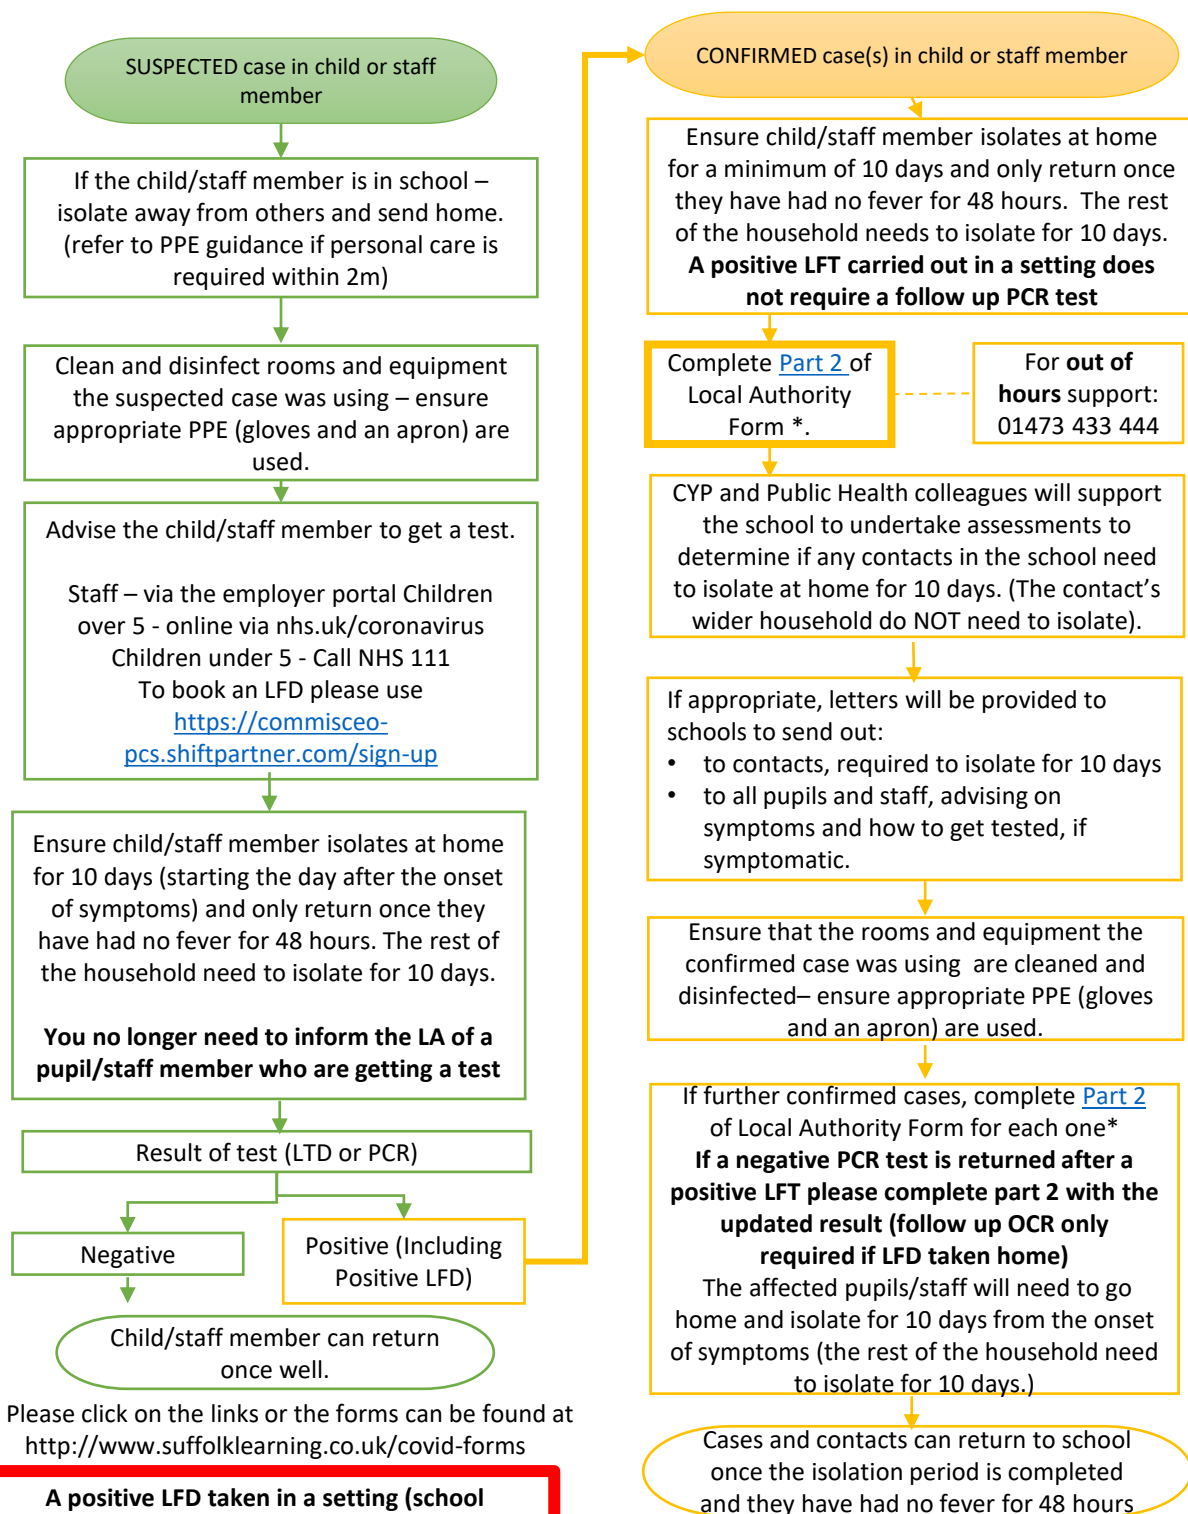 SUSPECTED case in child or staff
member
If the child/staff member is in school –
isolate away from others and send home.
(refer to PPE guidance if personal care is
required within 2m)
Clean and disinfect rooms and equipment
the suspected case was using – ensure
appropriate PPE (gloves and an apron) are
used.
Advise the child/staff member to get a test.
Staff – via the employer portal Children
over 5 - online via nhs.uk/coronavirus
Children under 5 - Call NHS 111
To book an LFD please use
https://commisceo-
pcs.shiftpartner.com/sign-up
Ensure child/staff member isolates at home
for 10 days (starting the day after the onset
of symptoms) and only return once they
have had no fever for 48 hours. The rest of
the household need to isolate for 10 days.
You no longer need to inform the LA of a
pupil/staff member who are getting a test
Result of test (LTD or PCR)
Negative
Positive (Including
Positive LFD)
Child/staff member can return
once well.
Please click on the links or the forms can be found at
http://www.suffolklearning.co.uk/covid-forms
A positive LFD taken in a setting (school
CONFIRMED case(s) in child or staff member
Ensure child/staff member isolates at home
for a minimum of 10 days and only return once
they have had no fever for 48 hours. The rest
of the household needs to isolate for 10 days.
A positive LFT carried out in a setting does
not require a follow up PCR test
Complete Part 2 of
Local Authority
Form *.
For out of
hours support:
01473 433 444
CYP and Public Health colleagues will support
the school to undertake assessments to
determine if any contacts in the school need
to isolate at home for 10 days. (The contact's
wider household do NOT need to isolate).
If appropriate, letters will be provided to
schools to send out:
• to contacts, required to isolate for 10 days
• to all pupils and staff, advising on
symptoms and how to get tested, if
symptomatic.
Ensure that the rooms and equipment the
confirmed case was using are cleaned and
disinfected– ensure appropriate PPE (gloves
and an apron) are used.
If further confirmed cases, complete Part 2
of Local Authority Form for each one*
If a negative PCR test is returned after a
positive LFT please complete part 2 with the
updated result (follow up OCR only
required if LFD taken home)
The affected pupils/staff will need to go
home and isolate for 10 days from the onset
of symptoms (the rest of the household need
to isolate for 10 days.)
Cases and contacts can return to school
once the isolation period is completed
and they have had no fever for 48 hours